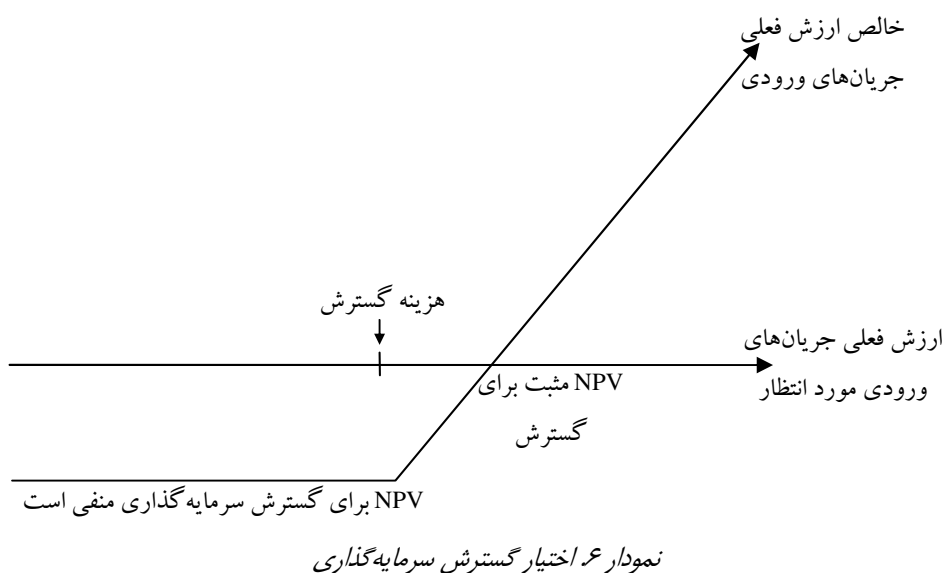 خالص ارزش فعلی
جریان‌های ورودی
هزینه گسترش
ارزش فعلی جریان‌های
ورودی مورد انتظار
NPV مثبت برای
گسترش
NPV برای گسترش سرمایه‌گذاری منفی است
نمودار ۶. اختیار گسترش سرمایه‌گذاری